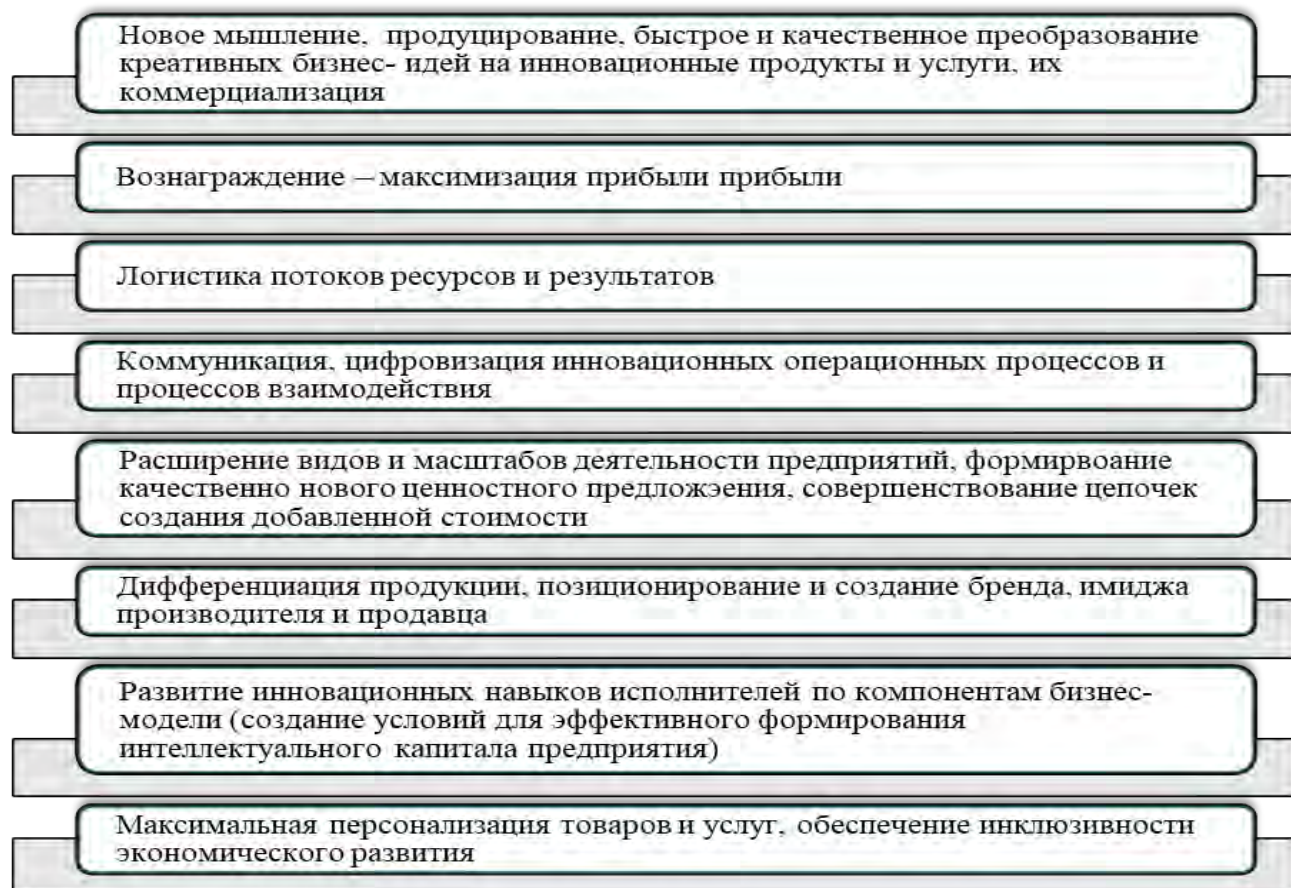 Новое мышление, продуцирование, быстрое и качественное преобразование
креативных бизнес- идей на инновационные продукты и услуги, их
коммерциализация
Вознаграждение – максимизация прибыли прибыли
Логистика потоков ресурсов и результатов
Коммуникация, цифровизация инновационных операционных процессов и
процессов взаимодействия
Расширение видов и масштабов деятельности предприятий, формирвоание
качественно нового ценностного предложэения, совершенствование цепочек
создания добавленной стоимости
Дифференциация продукции, позиционирование и создание бренда, имиджа
производителя и продавца
Развитие инновационных навыков исполнителей по компонентам бизнес-
модели (создание условий для эффективного формирования
интеллектуального капитала предприятия)
Максимальная персонализация товаров и услуг, обеспечение инклюзивности
экономического развития